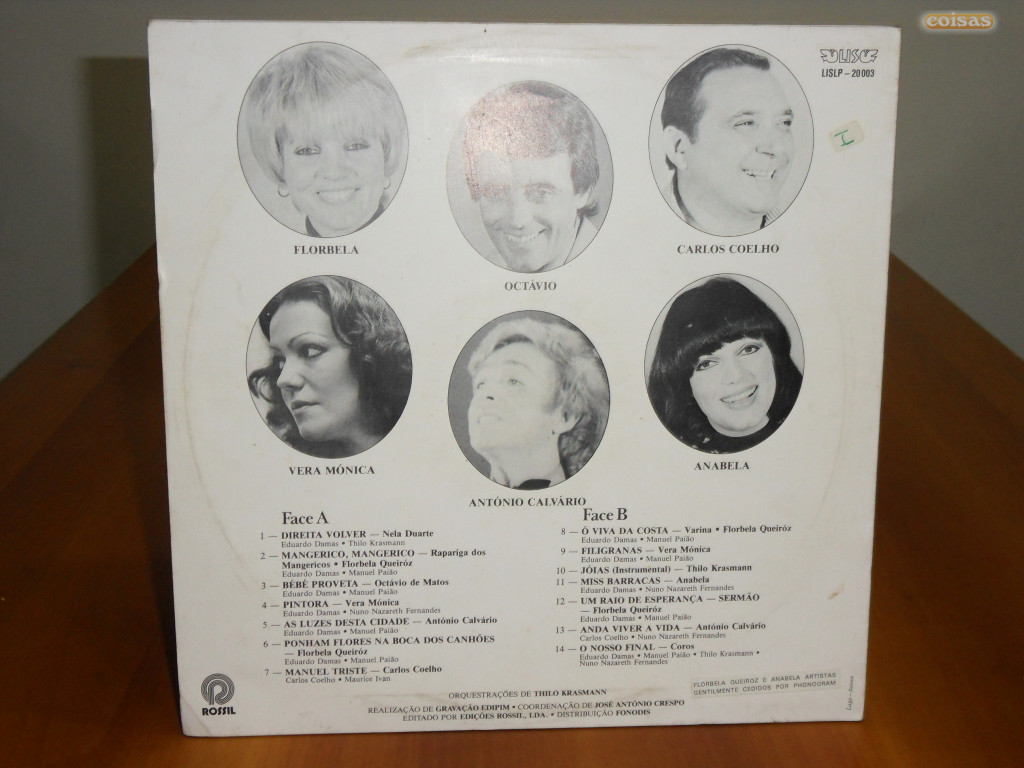 coisas
LISC
LISLP - 20003
I
FLORBELA
OCTÁVIO
CARLOS COELHO
VERA MÓNICA
ANTÓNIO CALVÁRIO
ANABELA
Face A
1 — DIREITA VOLVER — Nela Duarte
Eduardo Damas • Thilo Krasmann
2 — MANGERICO, MANGERICO — Rapariga dos
Mangericos • Florbela Queiróz
Eduardo Damas • Manuel Paião
3 — BÉBÉ PROVETA — Octávio de Matos
Eduardo Damas • Manuel Paião
4 — PINTORA — Vera Mónica
Eduardo Damas • Nuno Nazareth Fernandes
5 — AS LUZES DESTA CIDADE — António Calvário
Eduardo Damas • Manuel Paião
6 — PONHAM FLORES NA BOCA DOS CANHÕES
— Florbela Queiróz
Eduardo Damas • Manuel Paião
7 — MANUEL TRISTE — Carlos Coelho
Carlos Coelho • Maurice Ivan
Face B
8 — Ó VIVA DA COSTA — Varina • Florbela Queiróz
Eduardo Damas • Manuel Paião
9 — FILIGRANAS — Vera Mónica
Eduardo Damas • Manuel Paião
10 — JÓIAS (Instrumental) — Thilo Krasmann
11 — MISS BARRACAS — Anabela
Eduardo Damas • Nuno Nazareth Fernandes
12 — UM RAIO DE ESPERANÇA — SERMÃO
— Florbela Queiróz
Eduardo Damas • Manuel Paião
13 — ANDA VIVER A VIDA — António Calvário
Carlos Coelho • Nuno Nazareth Fernandes
14 — O NOSSO FINAL — Coros
Eduardo Damas • Manuel Paião • Thilo Krasmann •
Nuno Nazareth Fernandes
ROSSIL
ORQUESTRAÇÕES DE THILO KRASMANN
REALIZAÇÃO DE GRAVAÇÃO EDIPIM • COORDENAÇÃO DE JOSÉ ANTÓNIO CRESPO
EDITADO POR EDIÇÕES ROSSIL, LDA. • DISTRIBUIÇÃO FONODIS
FLORBELA QUEIROZ E ANABELA ARTISTAS
GENTILMENTE CEDIDOS POR PHONOGRAM